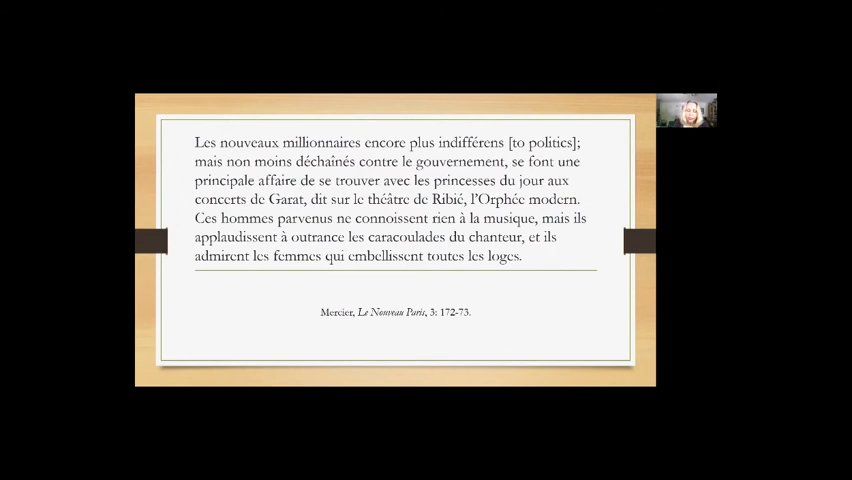 Les nouveaux millionnaires encore plus indifférens [to politics];
mais non moins déchaînés contre le gouvernement, se font une
principale affaire de se trouver avec les princesses du jour aux
concerts de Garat, dit sur le théâtre de Ribié, l'Orphée modern.
Ces hommes parvenus ne connoissent rien à la musique, mais ils
applaudissent à outrance les caracoulades du chanteur, et ils
admirent les femmes qui embellissent toutes les loges.
Mercier, Le Nouveau Paris, 3: 172-73.